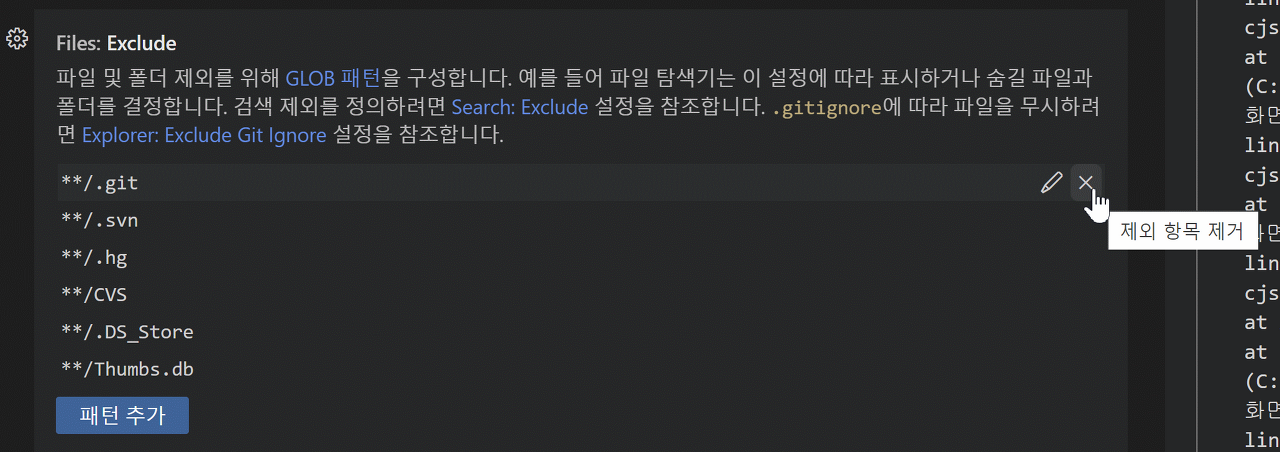 Files: Exclude
파일 및 폴더 제외를 위해 GLOB 패턴을 구성합니다. 예를 들어 파일 탐색기는 이 설정에 따라 표시하거나 숨길 파일과
폴더를 결정합니다. 검색 제외를 정의하려면 Search: Exclude 설정을 참조합니다. .gitignore에 따라 파일을 무시하려
면 Explorer: Exclude Git Ignore 설정을 참조합니다.
**/.git
**/.svn
**/.hg
**/CVS
**/.DS_Store
**/Thumbs.db
패턴 추가
제외 항목 제거
lin
cjs
at
(C:
화면
lin
cjs
at
lin
cjs
at
at
(C:
화면
lin